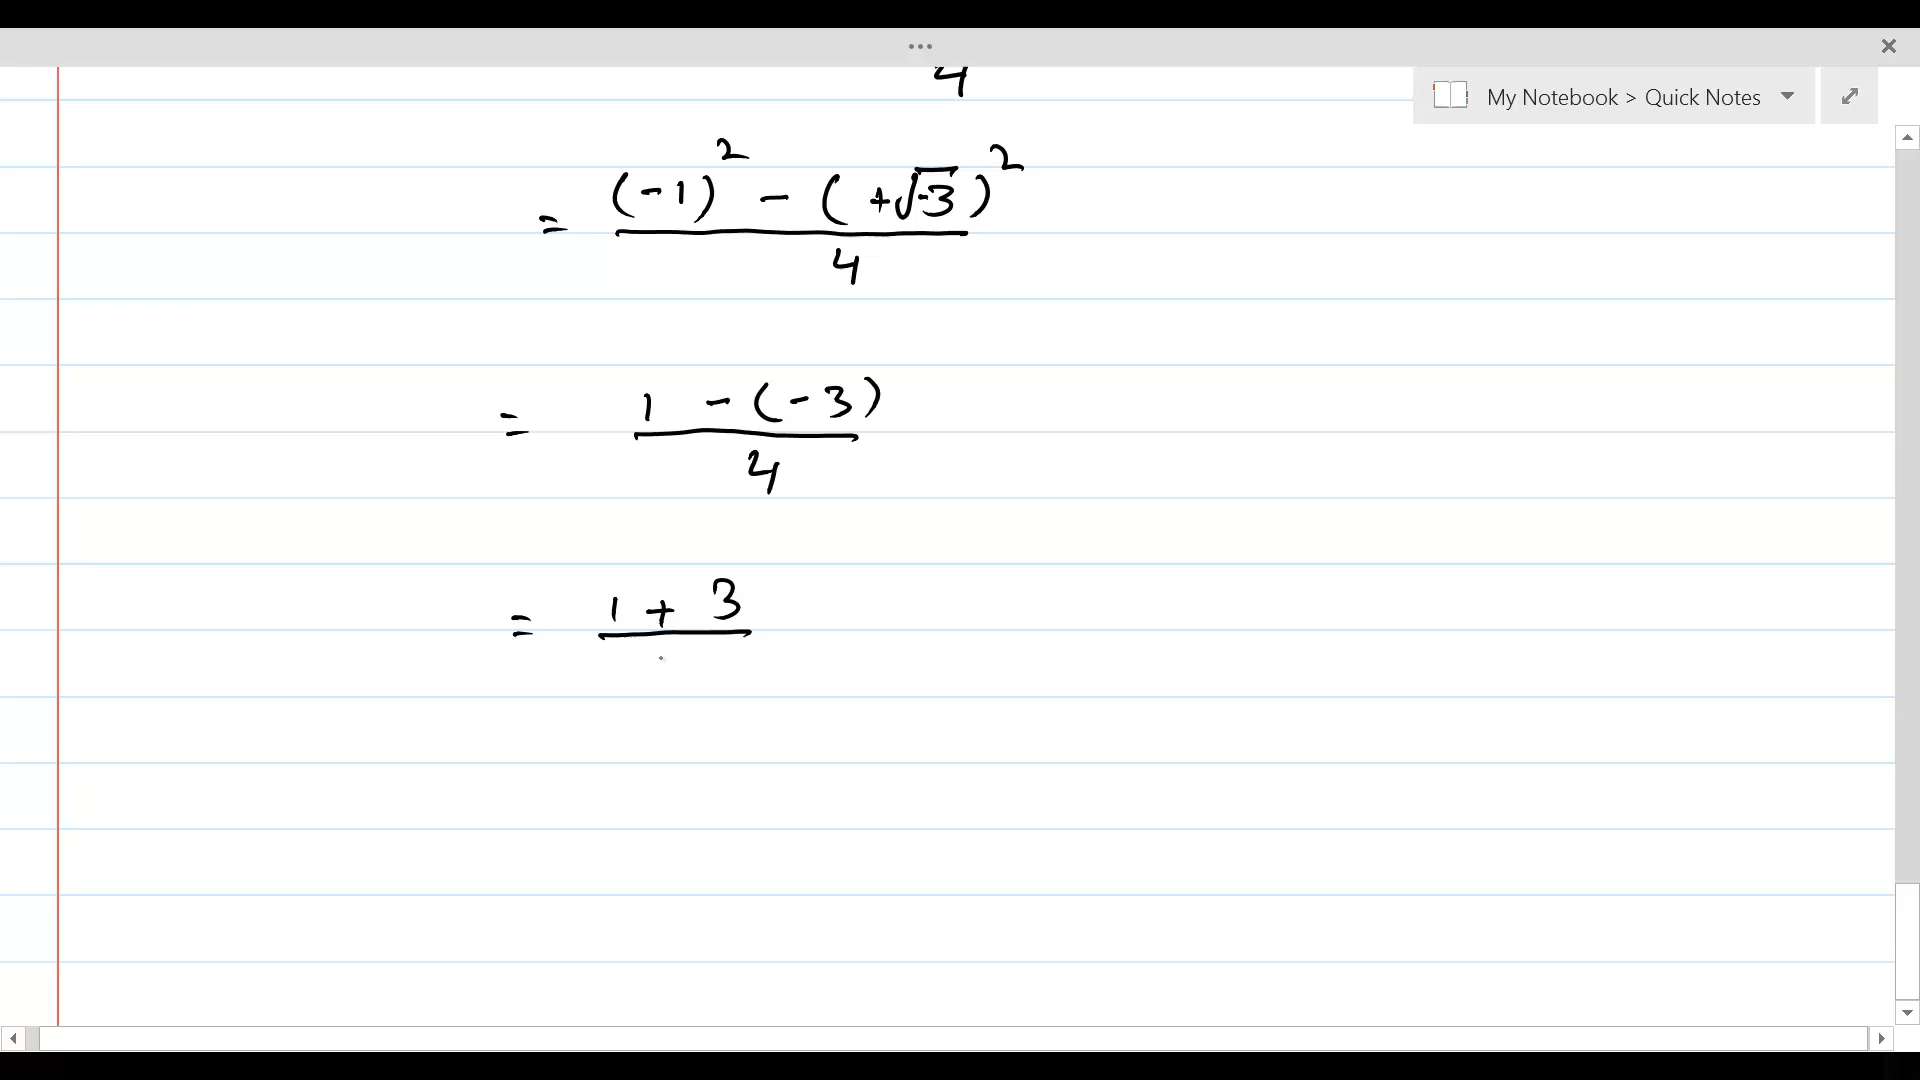 ...
4
My Notebook > Quick Notes
= (-1)² - (+√-3)²
4
= 1 - (-3)
4
= 1 + 3